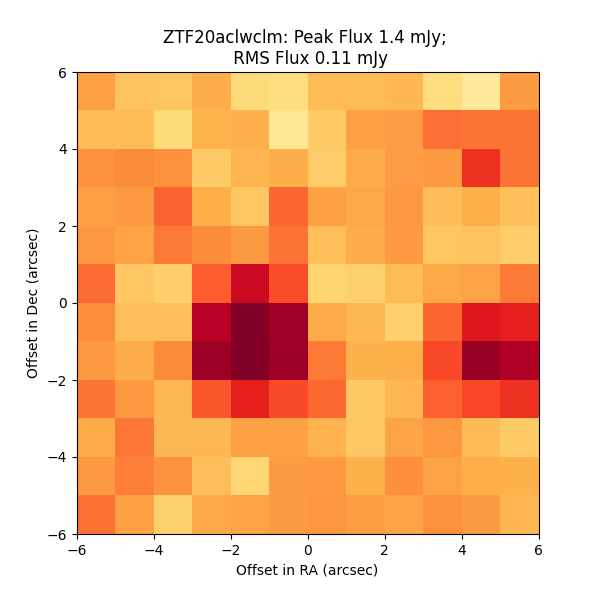 ZTF20aclwclm: Peak Flux 1.4 mJy;
RMS Flux 0.11 mJy
6
4
2
0
−2
−4
−6
Offset in Dec (arcsec)
−6 −4 −2 0 2 4 6
Offset in RA (arcsec)